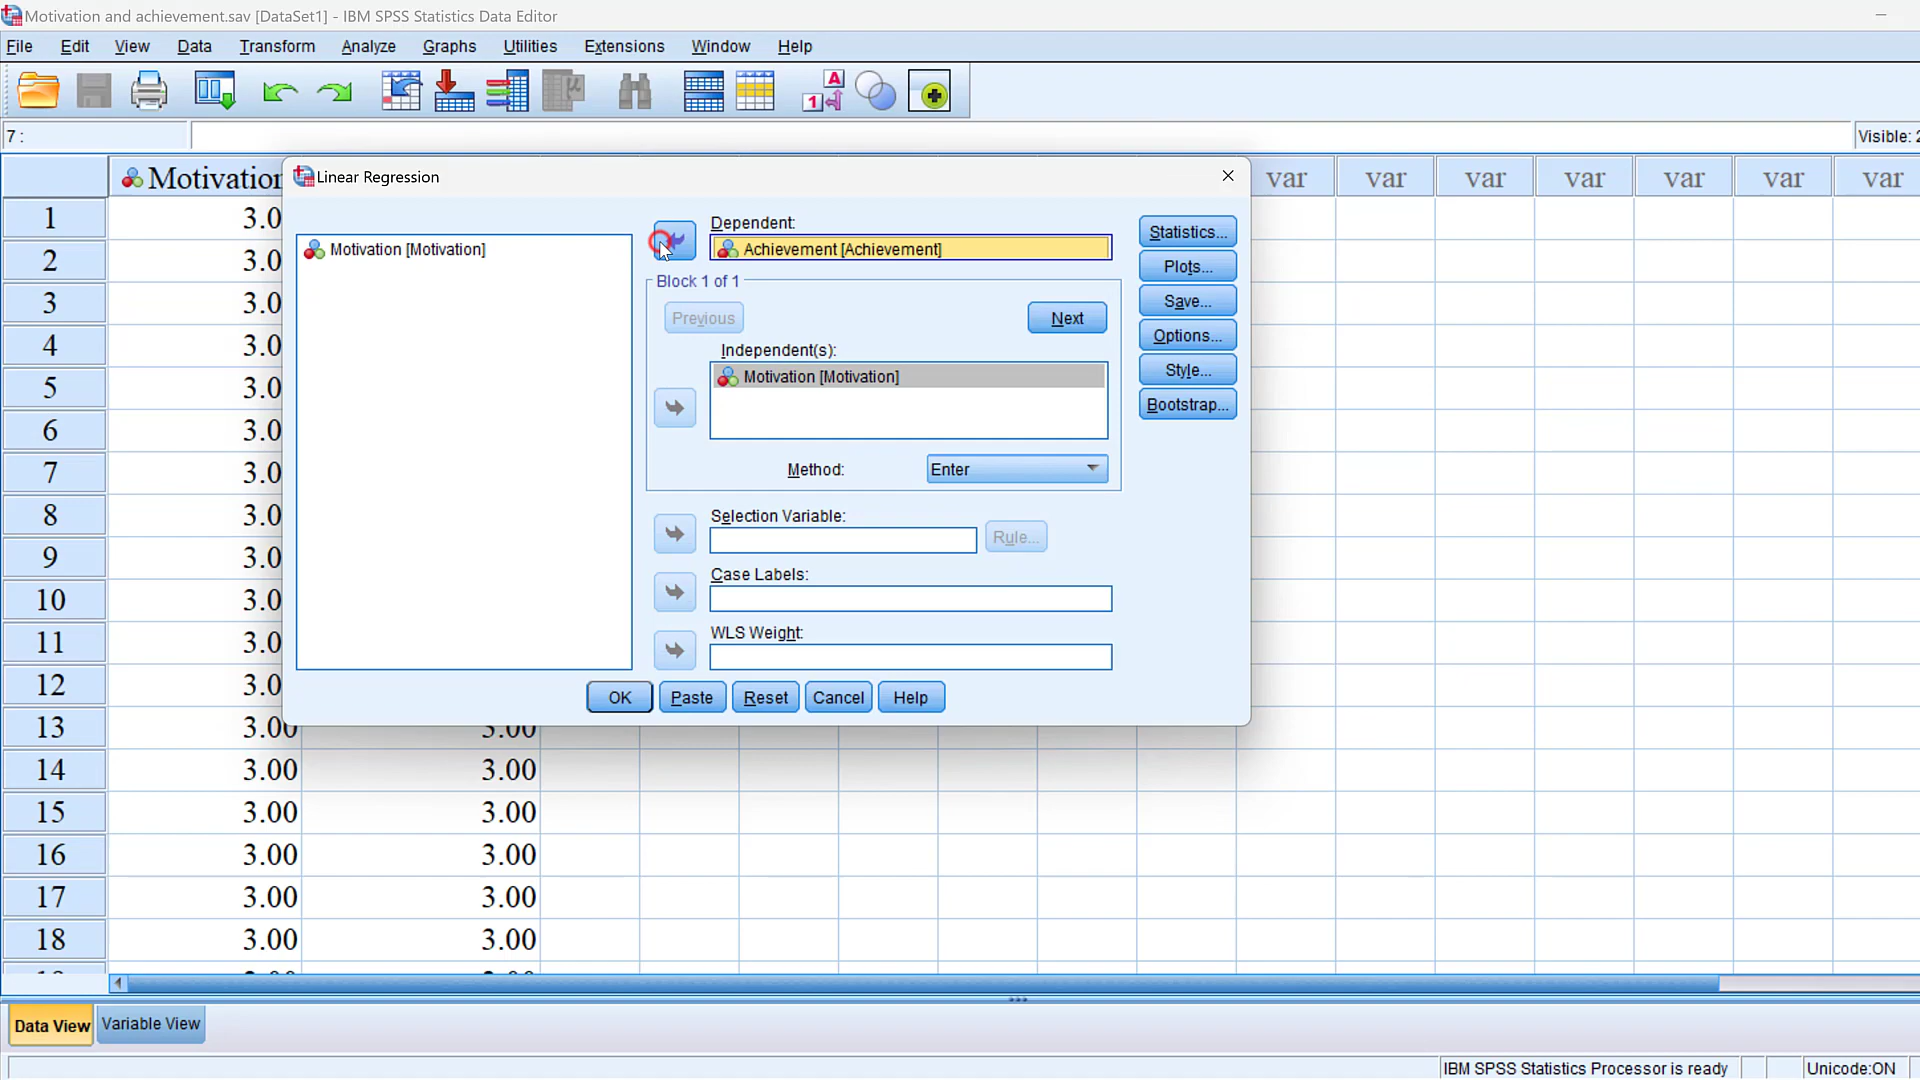 Motivation and achievement.sav [DataSet1] - IBM SPSS Statistics Data Editor
File Edit View Data Transform Analyze Graphs Utilities Extensions Window Help
7 :
Visible: 2
Motivation var var var var var var var
Linear Regression
Motivation [Motivation]
Dependent:
Achievement [Achievement]
Block 1 of 1
Previous Next
Independent(s):
Motivation [Motivation]
Method: Enter
Selection Variable:
Rule...
Case Labels:
WLS Weight:
Statistics...
Plots...
Save...
Options...
Style...
Bootstrap...
OK Paste Reset Cancel Help
1 3.0
2 3.0
3 3.0
4 3.0
5 3.0
6 3.0
7 3.0
8 3.0
9 3.0
10 3.0
11 3.0
12 3.0
13 3.00 3.00
14 3.00 3.00
15 3.00 3.00
16 3.00 3.00
17 3.00 3.00
18 3.00 3.00
Data View Variable View
IBM SPSS Statistics Processor is ready Unicode:ON